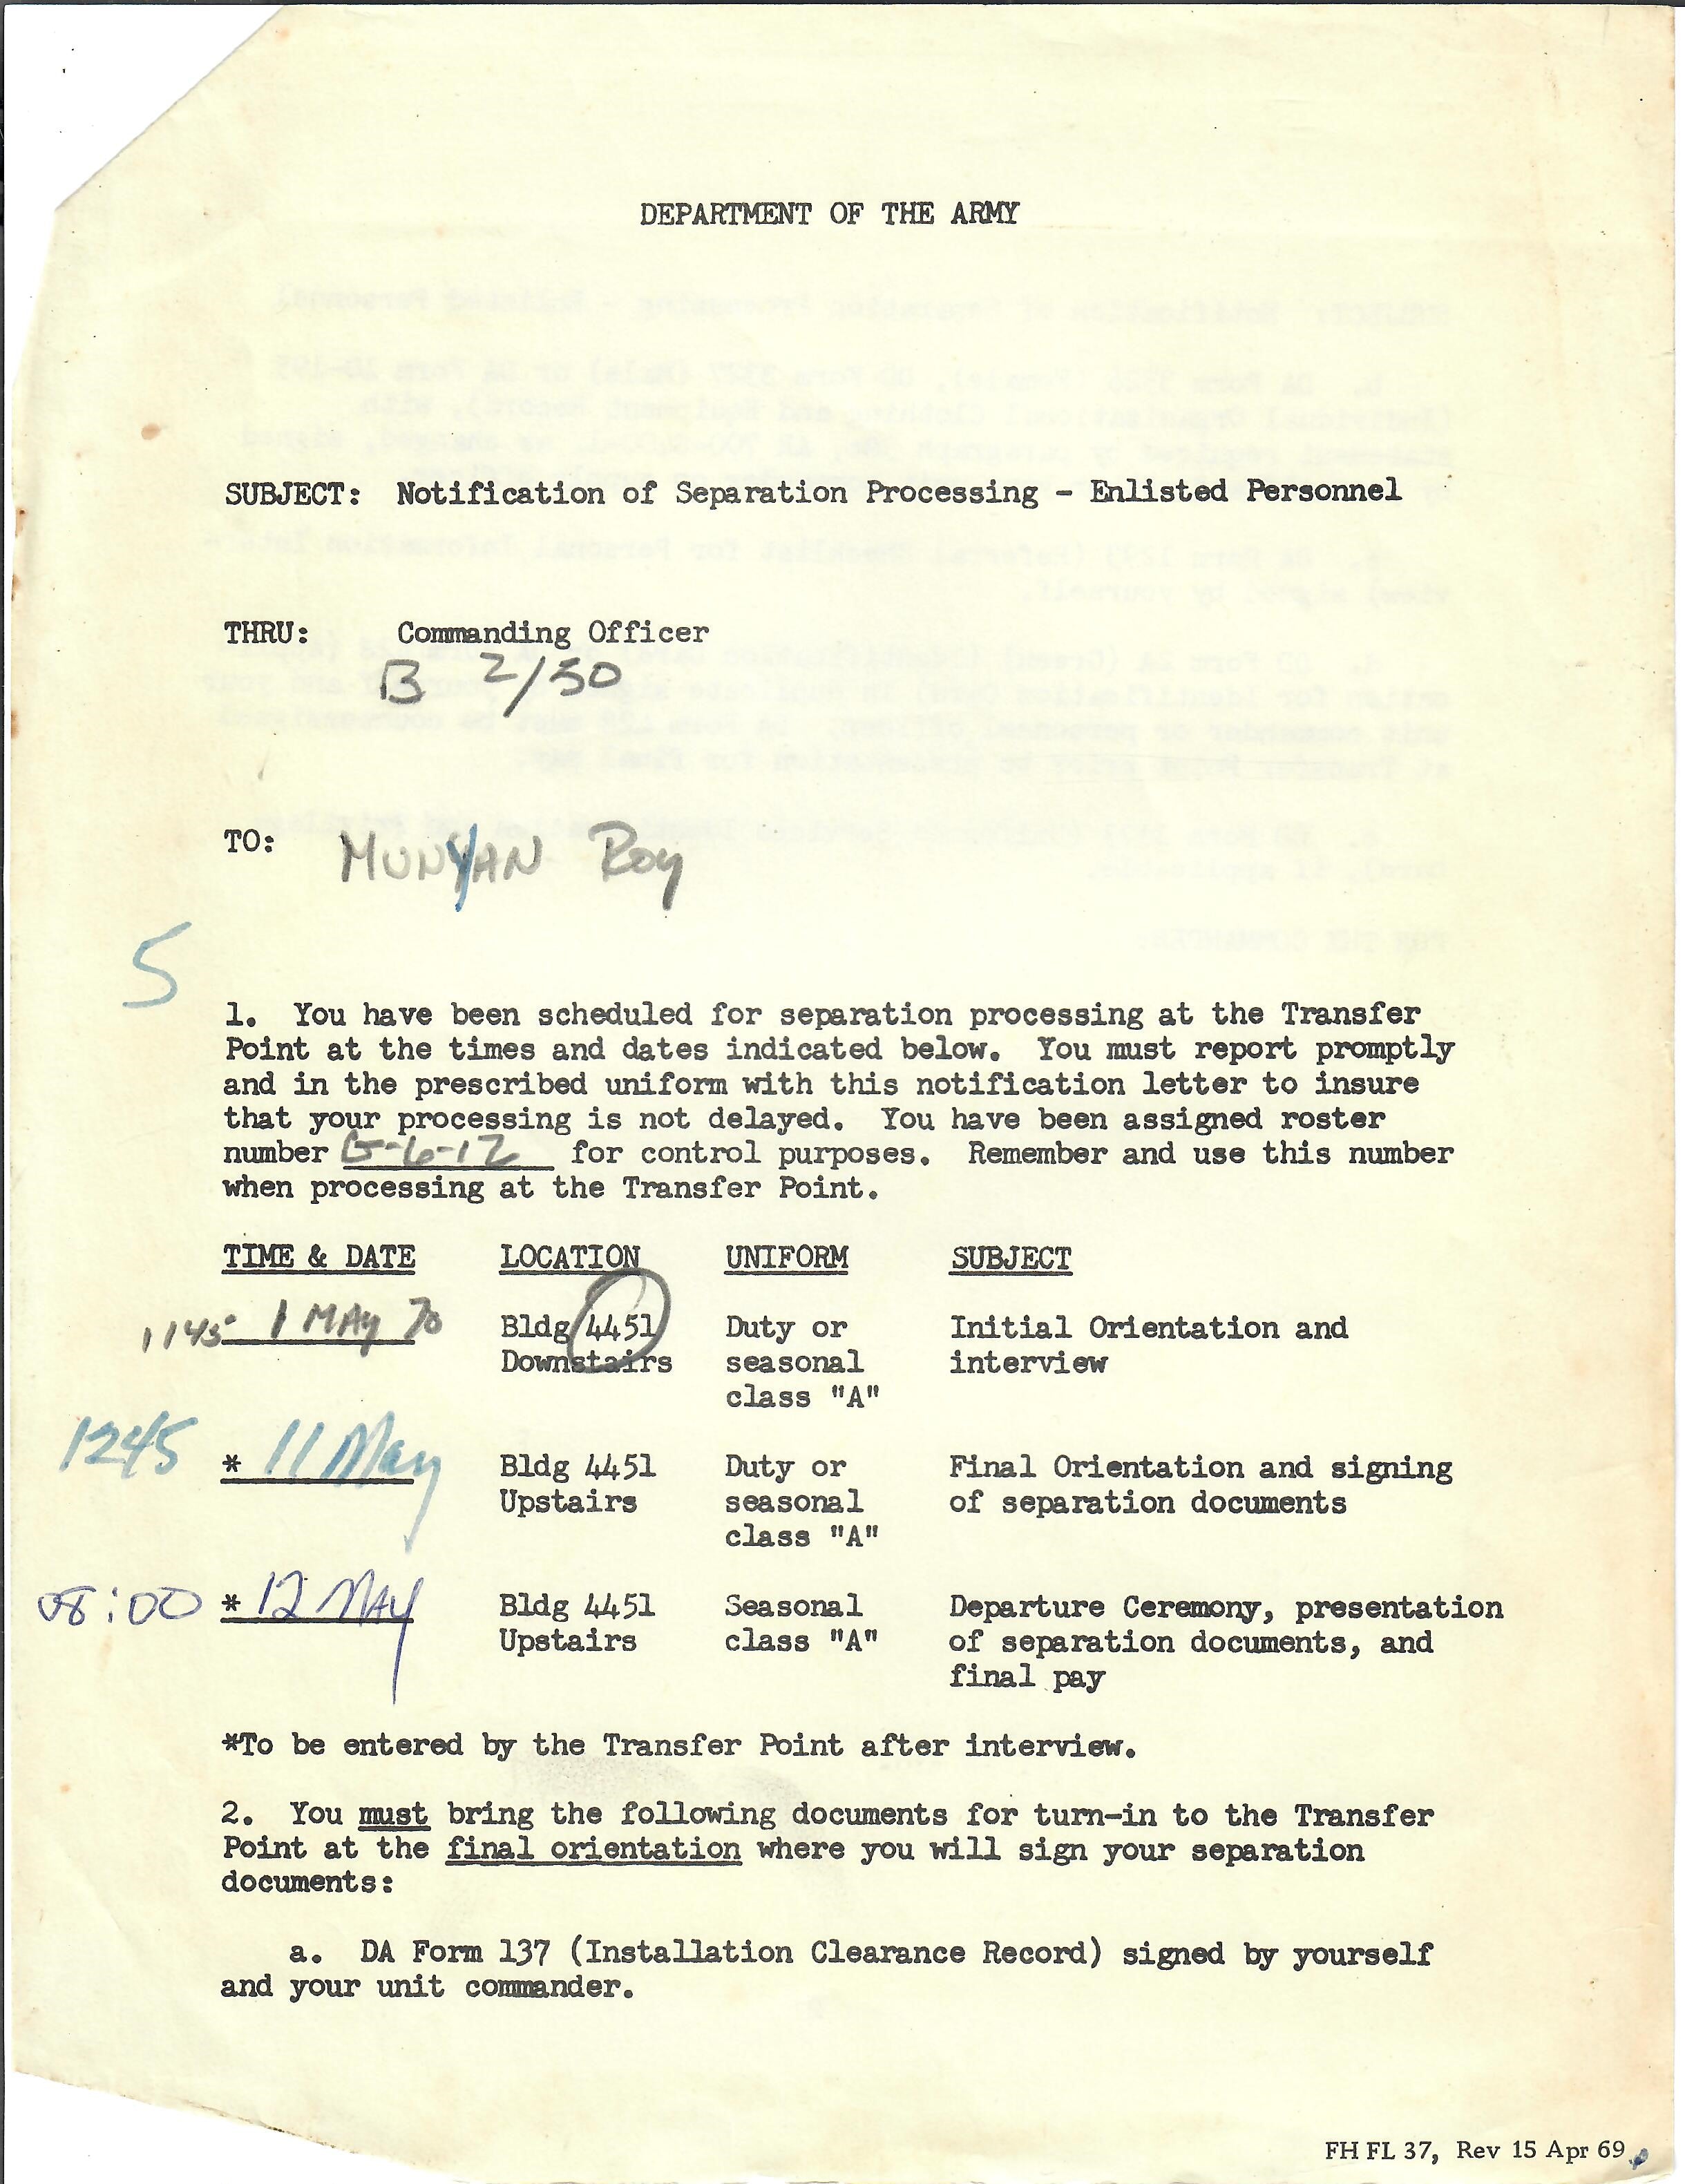 DEPARTMENT OF THE ARMY
SUBJECT: Notification of Separation Processing - Enlisted Personnel
THRU: Commanding Officer
B 2/50
TO: MUNYAN Roy
5
1. You have been scheduled for separation processing at the Transfer
Point at the times and dates indicated below. You must report promptly
and in the prescribed uniform with this notification letter to insure
that your processing is not delayed. You have been assigned roster
number 5-6-12 for control purposes. Remember and use this number
when processing at the Transfer Point.
TIME & DATE LOCATION UNIFORM SUBJECT
1145 1 MAY 70 Bldg 4451 Duty or Initial Orientation and
Downstairs seasonal interview
class "A"
1245 * 11 May Bldg 4451 Duty or Final Orientation and signing
Upstairs seasonal of separation documents
class "A"
08:00 * 12 MAY Bldg 4451 Seasonal Departure Ceremony, presentation
Upstairs class "A" of separation documents, and
final pay
*To be entered by the Transfer Point after interview.
2. You must bring the following documents for turn-in to the Transfer
Point at the final orientation where you will sign your separation
documents:
a. DA Form 137 (Installation Clearance Record) signed by yourself
and your unit commander.
FH FL 37, Rev 15 Apr 69